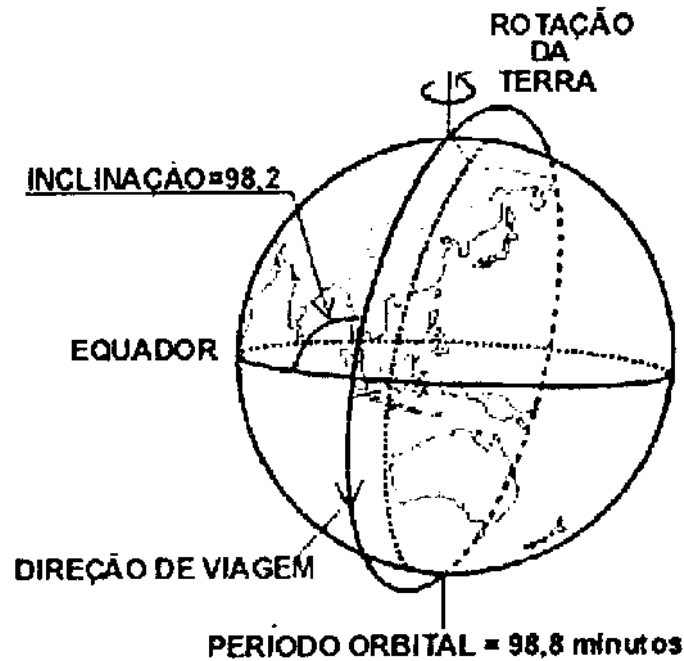 ROTAÇÃO
DA
TERRA
INCLINAÇÃO=98,2
EQUADOR
DIREÇÃO DE VIAGEM
PERÍODO ORBITAL = 98,8 minutos